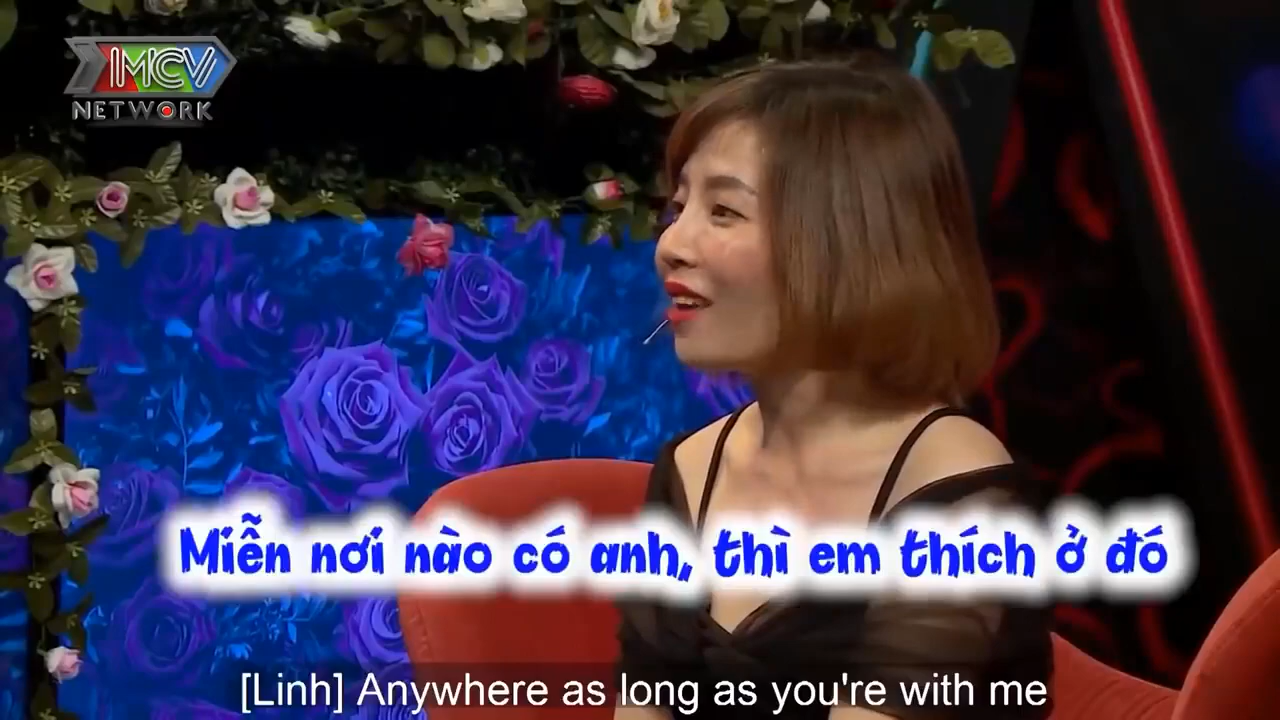 MCV
NETWORK
Miễn nơi nào có anh, thì em thích ở đó
[Linh] Anywhere as long as you're with me